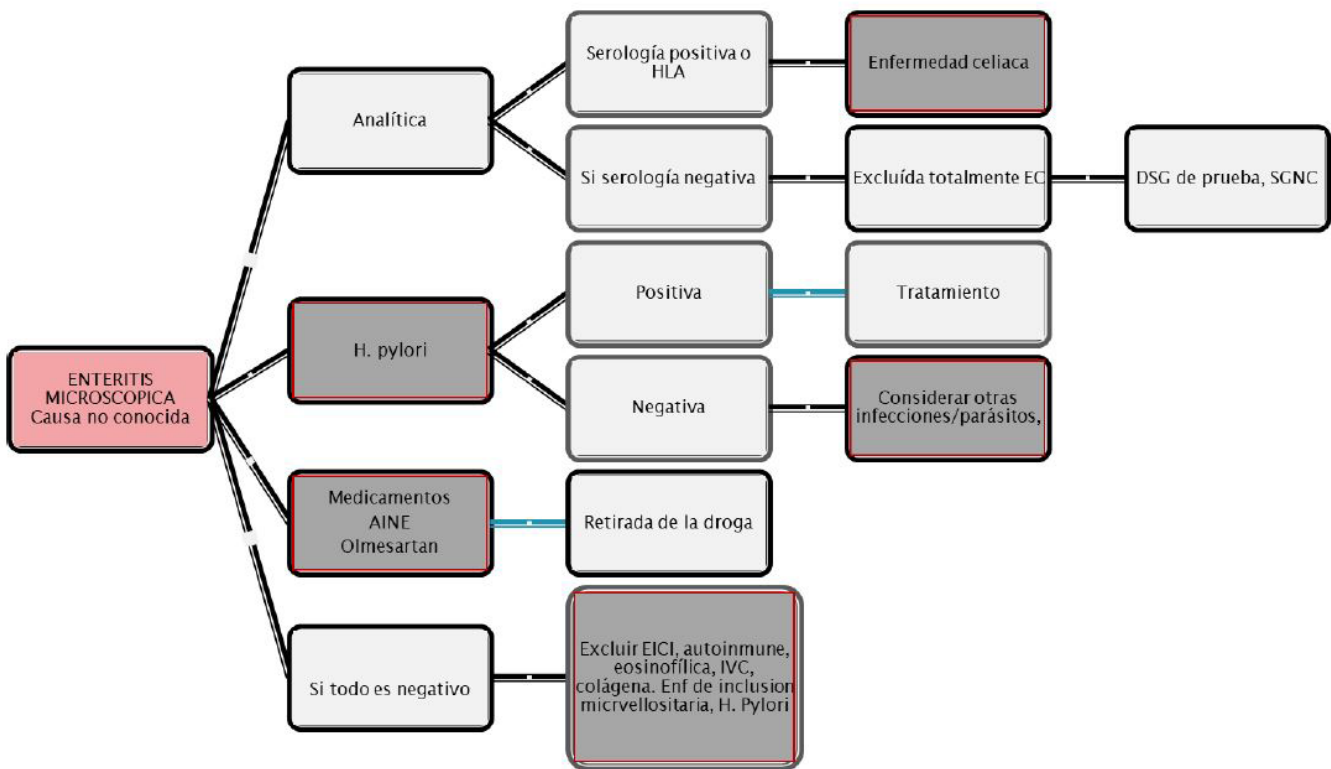 Serología positiva o
HLA
Enfermedad celiaca
Analítica
Si serología negativa
Excluída totalmente EC
DSG de prueba, SGNC
Positiva
Tratamiento
H. pylori
ENTERITIS
MICROSCOPICA
Causa no conocida
Negativa
Considerar otras
infecciones/parásitos,
Medicamentos
AINE
Olmesartan
Retirada de la droga
Si todo es negativo
Excluir EICI, autoinmune,
eosinofílica, IVC,
colágena. Enf de inclusion
micrvellositaria, H. Pylori